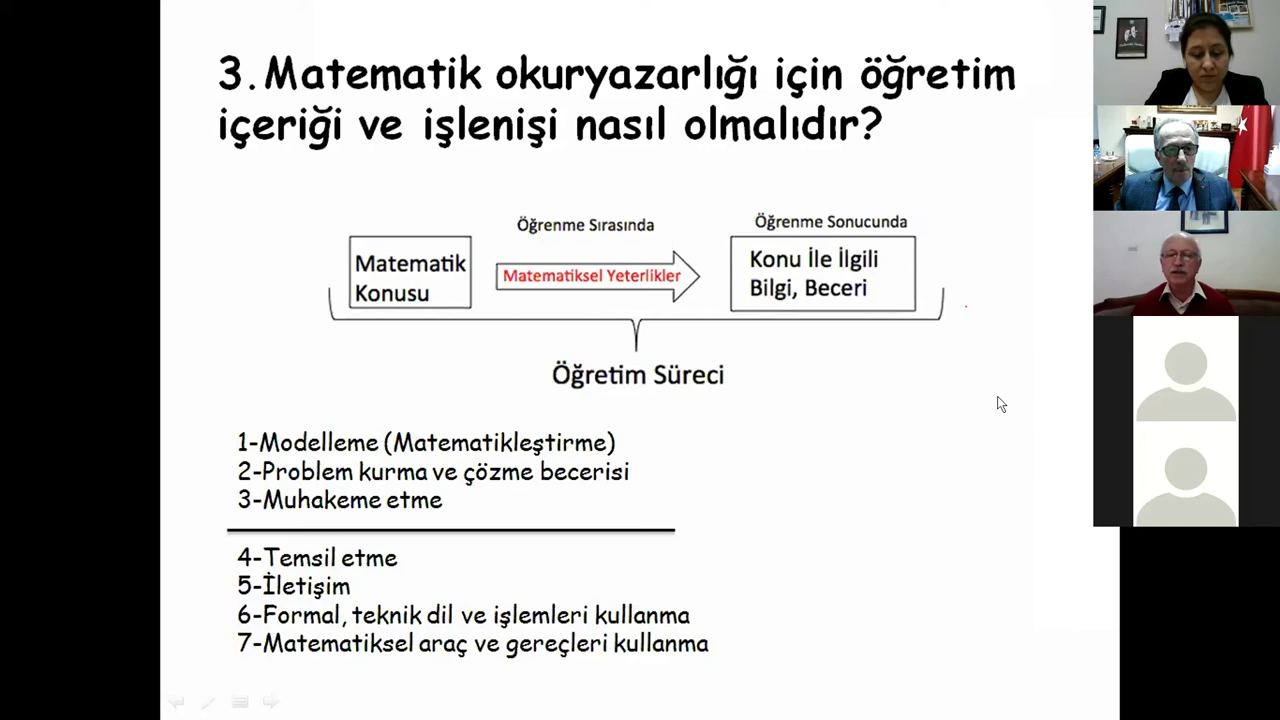 3. Matematik okuryazarlığı için öğretim
içeriği ve işlenişi nasıl olmalıdır?
Öğrenme Sırasında
Öğrenme Sonucunda
Matematik
Konusu
Matematiksel Yeterlikler
Konu İle İlgili
Bilgi, Beceri
Öğretim Süreci
1-Modelleme (Matematikleştirme)
2-Problem kurma ve çözme becerisi
3-Muhakeme etme
4-Temsil etme
5-İletişim
6-Formal, teknik dil ve işlemleri kullanma
7-Matematiksel araç ve gereçleri kullanma